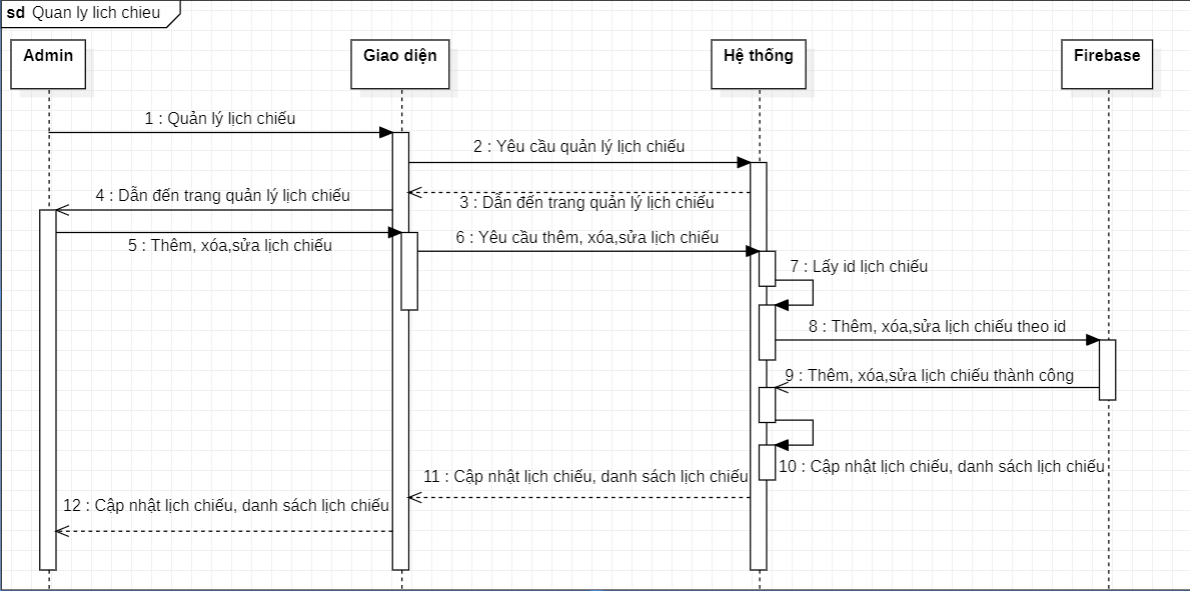 sd Quan ly lich chieu
Admin
Giao diện
Hệ thống
Firebase
1 : Quản lý lịch chiếu
2 : Yêu cầu quản lý lịch chiếu
3 : Dẫn đến trang quản lý lịch chiếu
4 : Dẫn đến trang quản lý lịch chiếu
5 : Thêm, xóa,sửa lịch chiếu
6 : Yêu cầu thêm, xóa,sửa lịch chiếu
7 : Lấy id lịch chiếu
8 : Thêm, xóa,sửa lịch chiếu theo id
9 : Thêm, xóa,sửa lịch chiếu thành công
10 : Cập nhật lịch chiếu, danh sách lịch chiếu
11 : Cập nhật lịch chiếu, danh sách lịch chiếu
12 : Cập nhật lịch chiếu, danh sách lịch chiếu